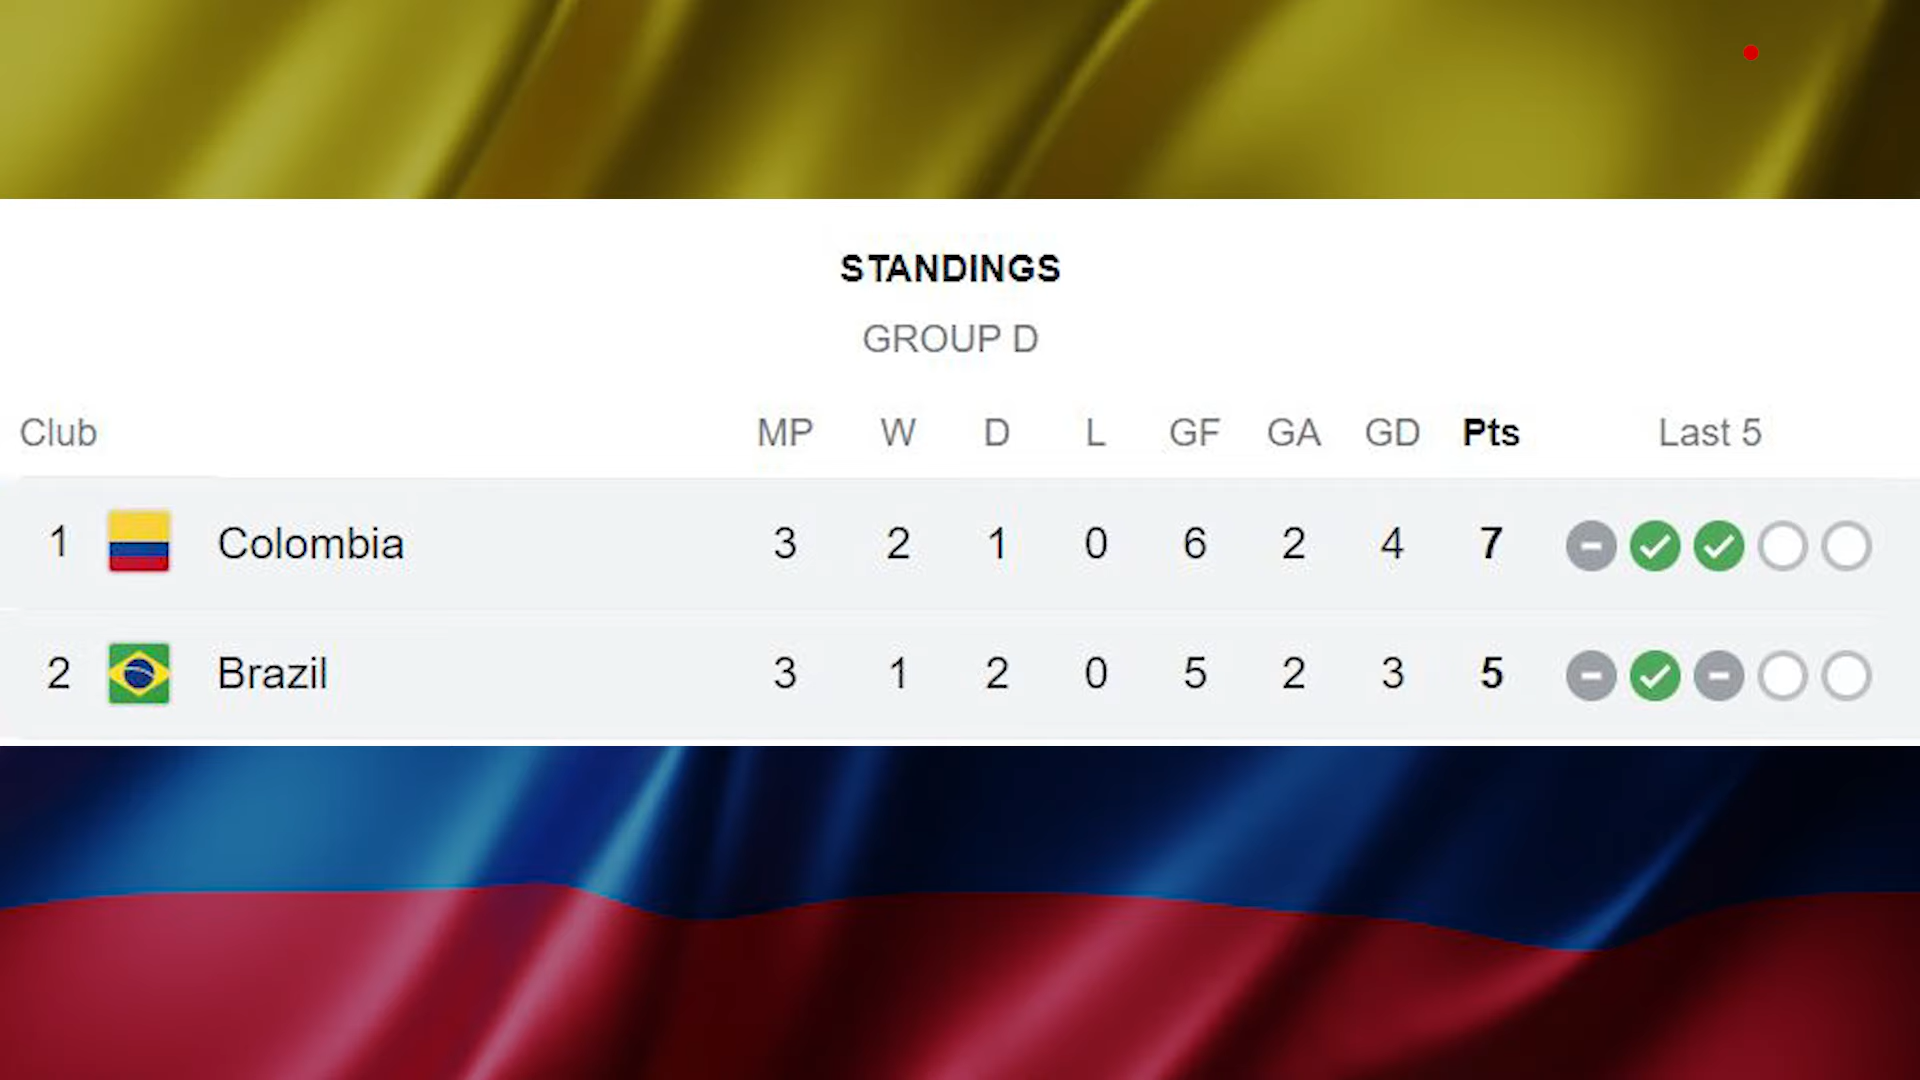 STANDINGS
GROUP D
Club MP W D L GF GA GD Pts Last 5
1 Colombia 3 2 1 0 6 2 4 7
2 Brazil 3 1 2 0 5 2 3 5